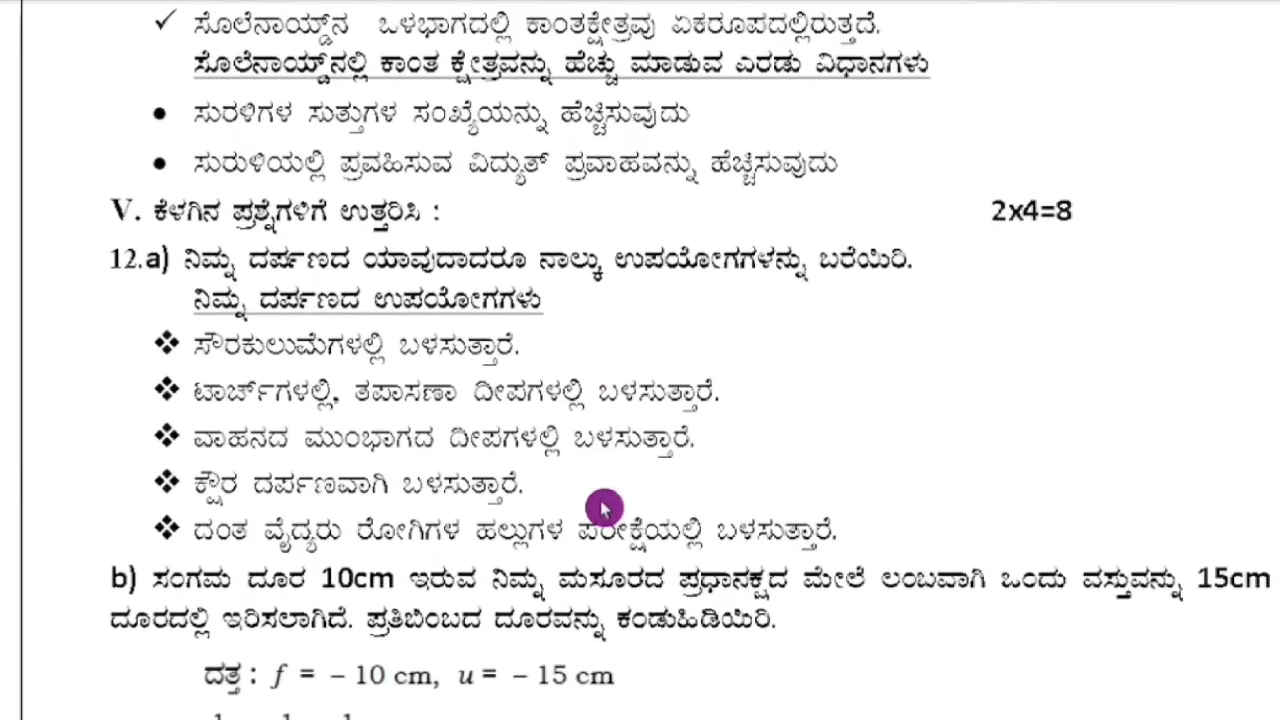 ✓ ಸೊಲೆನಾಯ್ಡ್‌ನ ಒಳಭಾಗದಲ್ಲಿ ಕಾಂತಕ್ಷೇತ್ರವು ಏಕರೂಪದಲ್ಲಿರುತ್ತದೆ.
ಸೊಲೆನಾಯ್ಡ್‌ನಲ್ಲಿ ಕಾಂತ ಕ್ಷೇತ್ರವನ್ನು ಹೆಚ್ಚು ಮಾಡುವ ಎರಡು ವಿಧಾನಗಳು
• ಸುರಳಿಗಳ ಸುತ್ತುಗಳ ಸಂಖ್ಯೆಯನ್ನು ಹೆಚ್ಚಿಸುವುದು
• ಸುರುಳಿಯಲ್ಲಿ ಪ್ರವಹಿಸುವ ವಿದ್ಯುತ್ ಪ್ರವಾಹವನ್ನು ಹೆಚ್ಚಿಸುವುದು
V. ಕೆಳಗಿನ ಪ್ರಶ್ನೆಗಳಿಗೆ ಉತ್ತರಿಸಿ : 2x4=8
12.a) ನಿಮ್ನ ದರ್ಪಣದ ಯಾವುದಾದರೂ ನಾಲ್ಕು ಉಪಯೋಗಗಳನ್ನು ಬರೆಯಿರಿ.
ನಿಮ್ನ ದರ್ಪಣದ ಉಪಯೋಗಗಳು
❖ ಸೌರಕುಲುಮೆಗಳಲ್ಲಿ ಬಳಸುತ್ತಾರೆ.
❖ ಟಾರ್ಚ್‌ಗಳಲ್ಲಿ, ತಪಾಸಣಾ ದೀಪಗಳಲ್ಲಿ ಬಳಸುತ್ತಾರೆ.
❖ ವಾಹನದ ಮುಂಭಾಗದ ದೀಪಗಳಲ್ಲಿ ಬಳಸುತ್ತಾರೆ.
❖ ಕ್ಷೌರ ದರ್ಪಣವಾಗಿ ಬಳಸುತ್ತಾರೆ.
❖ ದಂತ ವೈದ್ಯರು ರೋಗಿಗಳ ಹಲ್ಲುಗಳ ಪರೀಕ್ಷೆಯಲ್ಲಿ ಬಳಸುತ್ತಾರೆ.
b) ಸಂಗಮ ದೂರ 10cm ಇರುವ ನಿಮ್ನ ಮಸೂರದ ಪ್ರಧಾನಕ್ಷದ ಮೇಲೆ ಲಂಬವಾಗಿ ಒಂದು ವಸ್ತುವನ್ನು 15cm
ದೂರದಲ್ಲಿ ಇರಿಸಲಾಗಿದೆ. ಪ್ರತಿಬಿಂಬದ ದೂರವನ್ನು ಕಂಡುಹಿಡಿಯಿರಿ.
ದತ್ತ : f = – 10 cm, u = – 15 cm